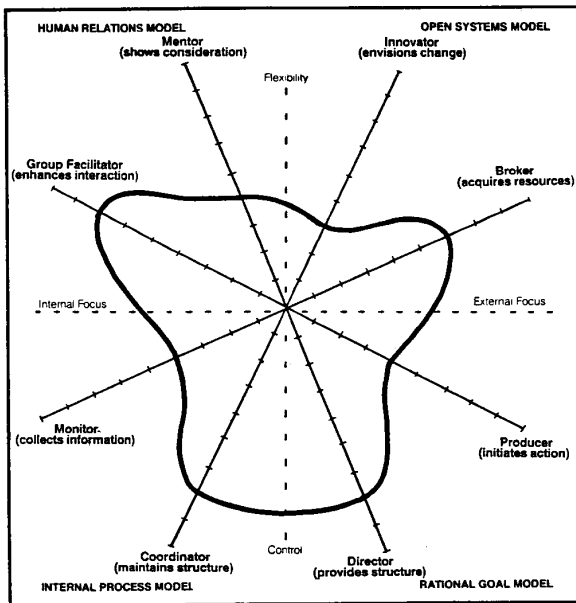 HUMAN RELATIONS MODEL
OPEN SYSTEMS MODEL
Mentor
(shows consideration)
Innovator
(envisions change)
Flexibility
Group Facilitator
(enhances interaction)
Broker
(acquires resources)
Internal Focus
External Focus
Monitor
(collects information)
Producer
(initiates action)
Coordinator
(maintains structure)
Control
Director
(provides structure)
INTERNAL PROCESS MODEL
RATIONAL GOAL MODEL